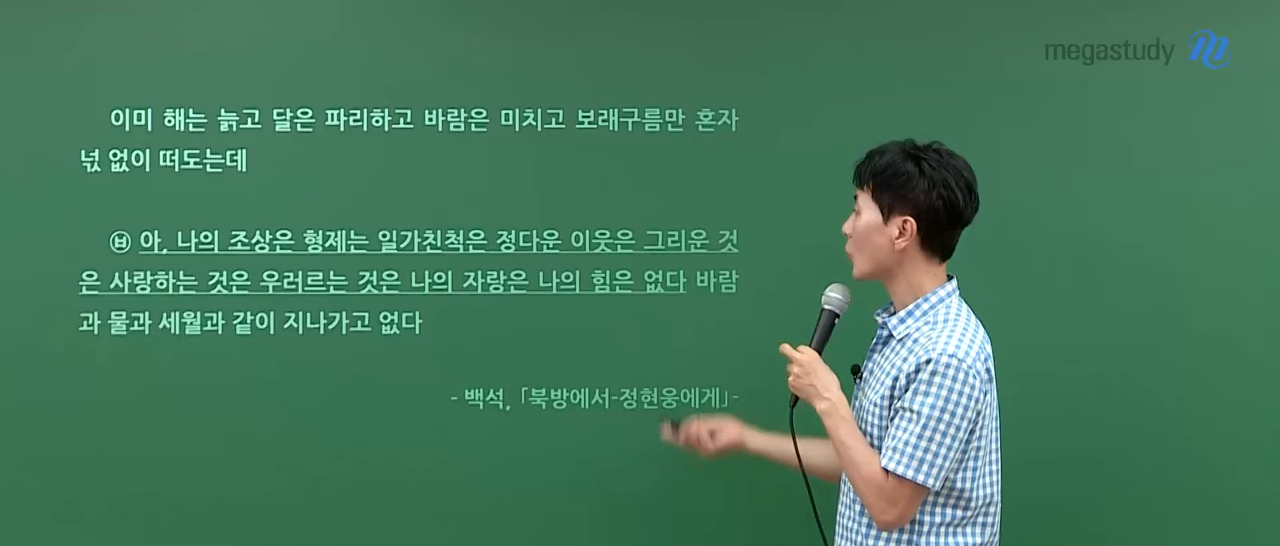 megastudy
이미 해는 늙고 달은 파리하고 바람은 미치고 보래구름만 혼자
넋 없이 떠도는데
㉥ 아, 나의 조상은 형제는 일가친척은 정다운 이웃은 그리운 것
은 사랑하는 것은 우러르는 것은 나의 자랑은 나의 힘은 없다 바람
과 물과 세월과 같이 지나가고 없다
- 백석, 「북방에서-정현웅에게」-